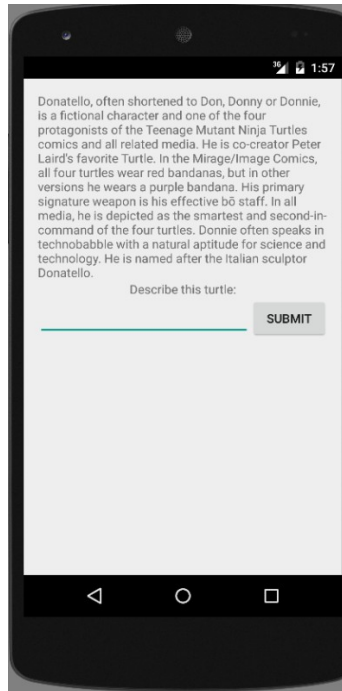 36 1:57
Donatello, often shortened to Don, Donny or Donnie,
is a fictional character and one of the four
protagonists of the Teenage Mutant Ninja Turtles
comics and all related media. He is co-creator Peter
Laird's favorite Turtle. In the Mirage/Image Comics,
all four turtles wear red bandanas, but in other
versions he wears a purple bandana. His primary
signature weapon is his effective bō staff. In all
media, he is depicted as the smartest and second-in-
command of the four turtles. Donnie often speaks in
technobabble with a natural aptitude for science and
technology. He is named after the Italian sculptor
Donatello.
Describe this turtle:
SUBMIT